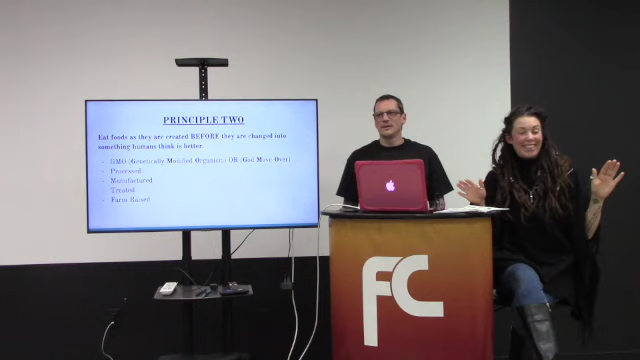 PRINCIPLE TWO
Eat foods as they are created BEFORE they are changed into
something humans think is better.
- GMO (Genetically Modified Organism) OR (God Move Over)
- Processed
- Manufactured
- Treated
- Farm Raised
FC